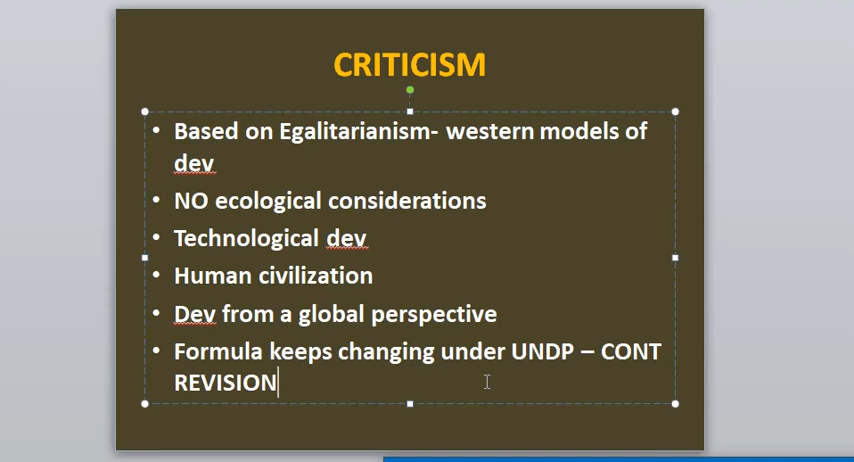 CRITICISM
• Based on Egalitarianism- western models of
dev
• NO ecological considerations
• Technological dev
• Human civilization
• Dev from a global perspective
• Formula keeps changing under UNDP – CONT
REVISION